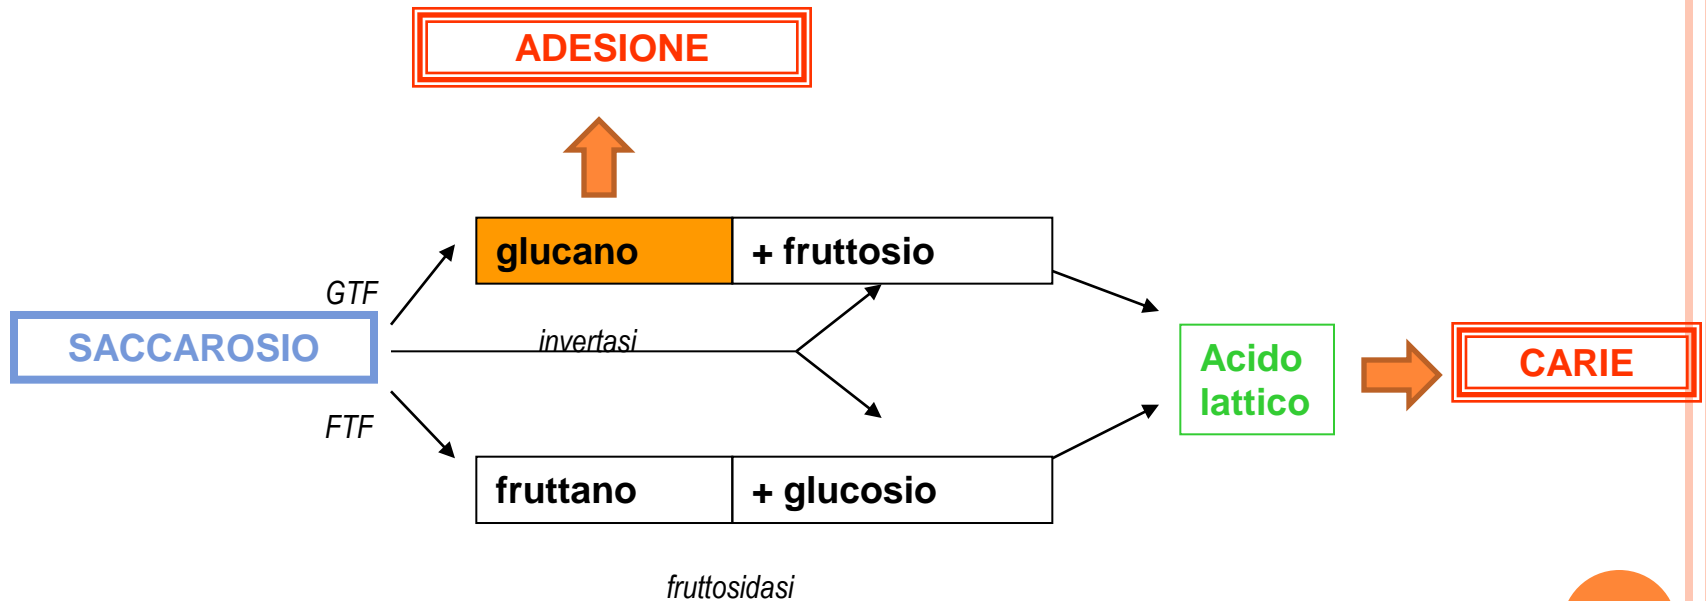 ADESIONE
glucano
+ fruttosio
GTF
SACCAROSIO
invertasi
Acido
lattico
CARIE
FTF
fruttano
+ glucosio
fruttosidasi